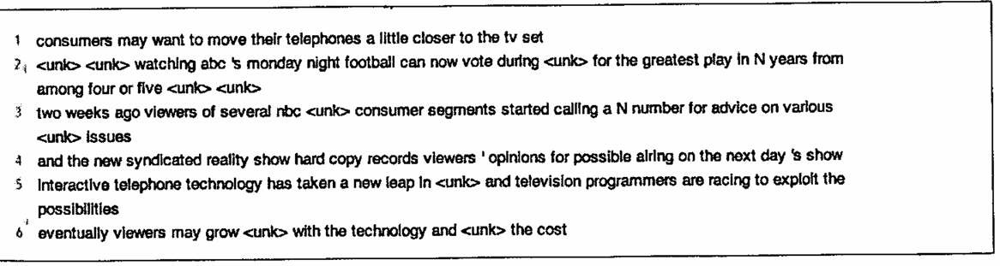 1 consumers may want to move their telephones a little closer to the tv set
2 <unk> <unk> watching abc 's monday night football can now vote during <unk> for the greatest play in N years from
among four or five <unk> <unk>
3 two weeks ago viewers of several nbc <unk> consumer segments started calling a N number for advice on various
<unk> issues
4 and the new syndicated reality show hard copy records viewers ' opinions for possible airing on the next day 's show
5 interactive telephone technology has taken a new leap in <unk> and television programmers are racing to exploit the
possibilities
6 eventually viewers may grow <unk> with the technology and <unk> the cost